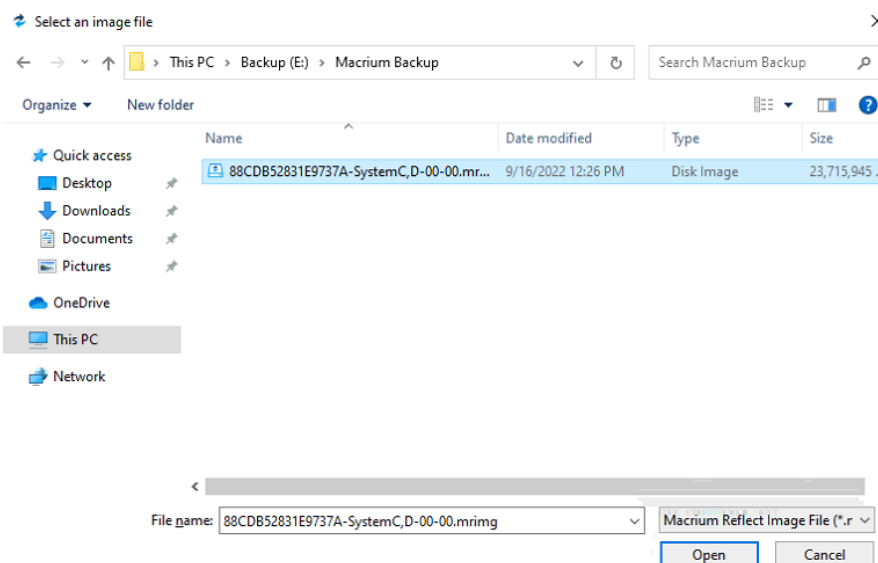 Select an image file
This PC > Backup (E:) > Macrium Backup
Search Macrium Backup
Organize
New folder
Name
Date modified
Type
Size
Quick access
88CDB52831E9737A-SystemC,D-00-00.mr...
9/16/2022 12:26 PM
Disk Image
23,715,945
Desktop
Downloads
Documents
Pictures
OneDrive
This PC
Network
File name:
88CDB52831E9737A-SystemC,D-00-00.mrimg
Macrium Reflect Image File (*.r
Open
Cancel